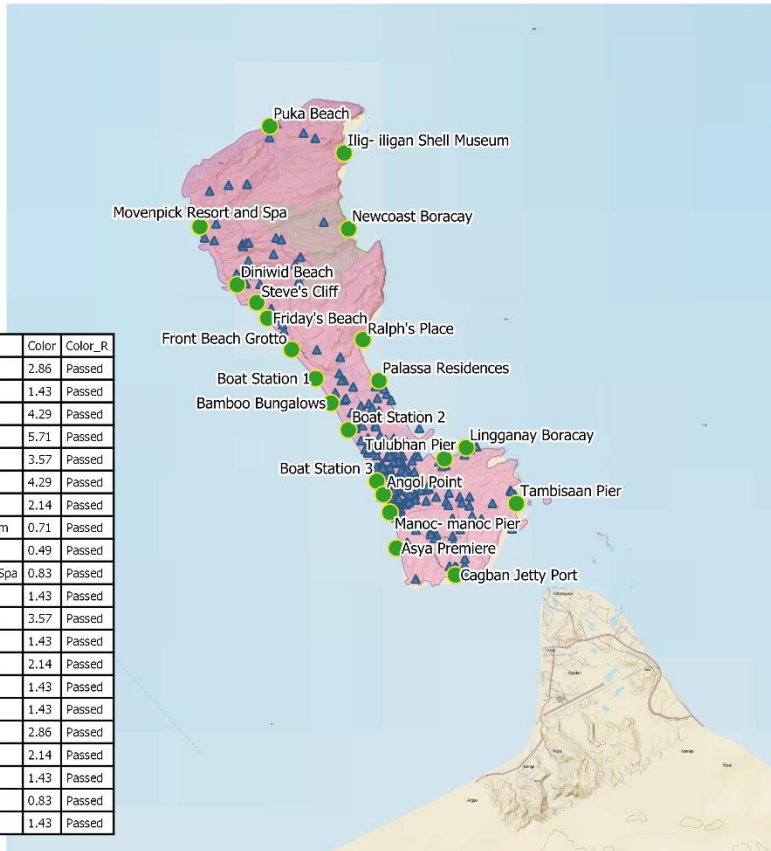 Puka Beach
Ilig- iligan Shell Museum
Movenpick Resort and Spa
Newcoast Boracay
Diniwid Beach
Steve's Cliff
Friday's Beach
Front Beach Grotto
Ralph's Place
Boat Station 1
Palassa Residences
Bamboo Bungalows
Boat Station 2
Tulubhan Pier
Lingganay Boracay
Boat Station 3
Angol Point
Tambisaan Pier
Manoc- manoc Pier
Asya Premiere
Cagban Jetty Port
Color Color_R
2.86 Passed
1.43 Passed
4.29 Passed
5.71 Passed
3.57 Passed
4.29 Passed
2.14 Passed
m 0.71 Passed
0.49 Passed
Spa 0.83 Passed
1.43 Passed
3.57 Passed
1.43 Passed
2.14 Passed
1.43 Passed
1.43 Passed
2.86 Passed
2.14 Passed
1.43 Passed
0.83 Passed
1.43 Passed